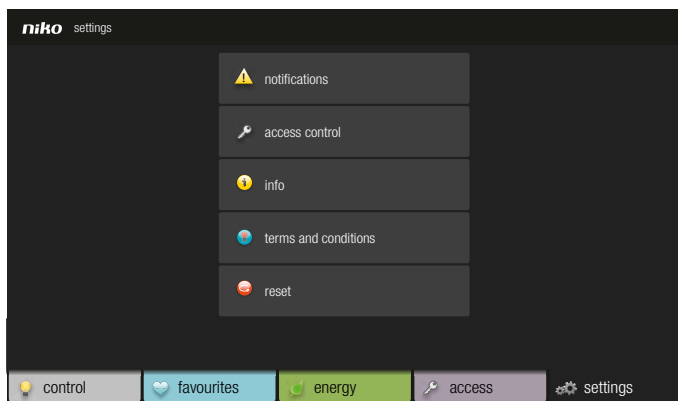 niko settings
notifications
access control
info
terms and conditions
reset
control favourites energy access settings